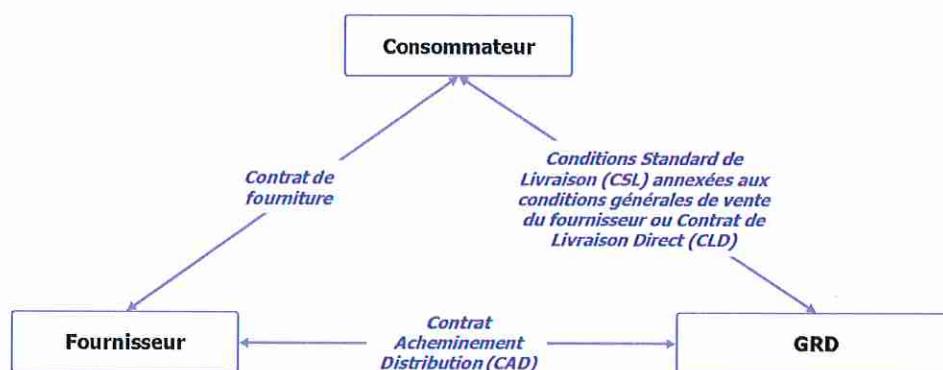 Consommateur
Contrat de
fourniture
Conditions Standard de
Livraison (CSL) annexées aux
conditions générales de vente
du fournisseur ou Contrat de
Livraison Direct (CLD)
Fournisseur
Contrat
Acheminement
Distribution (CAD)
GRD